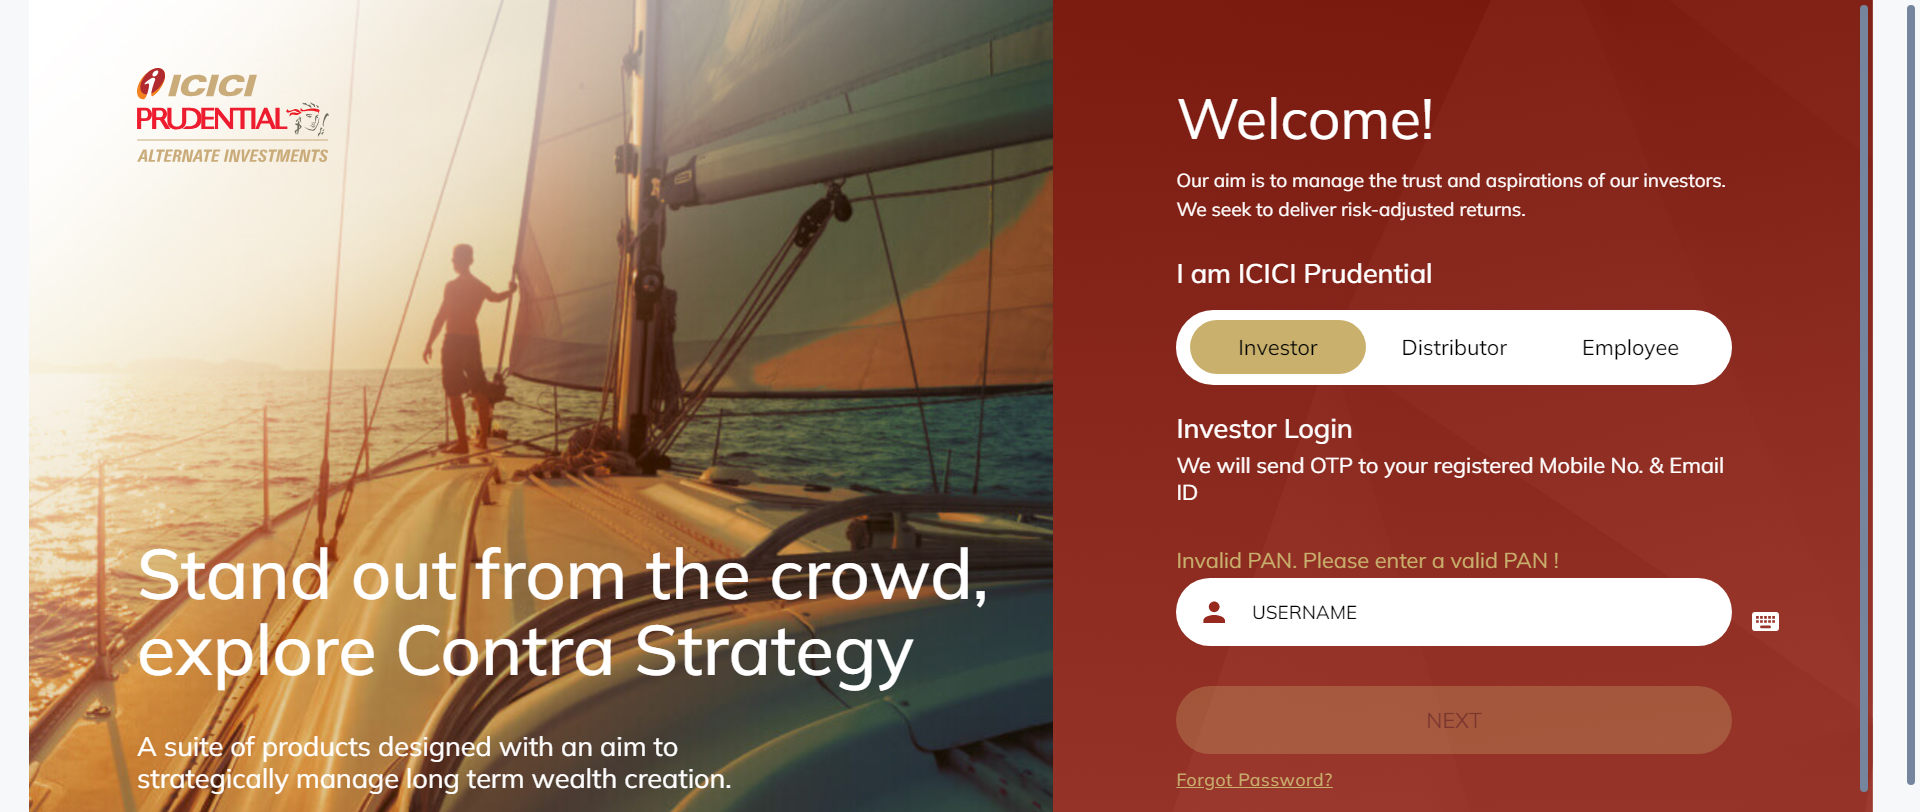 ICICI
PRUDENTIAL
ALTERNATE INVESTMENTS
Stand out from the crowd,
explore Contra Strategy
A suite of products designed with an aim to
strategically manage long term wealth creation.
Welcome!
Our aim is to manage the trust and aspirations of our investors.
We seek to deliver risk-adjusted returns.
I am ICICI Prudential
Investor Distributor Employee
Investor Login
We will send OTP to your registered Mobile No. & Email
ID
Invalid PAN. Please enter a valid PAN !
USERNAME
NEXT
Forgot Password?